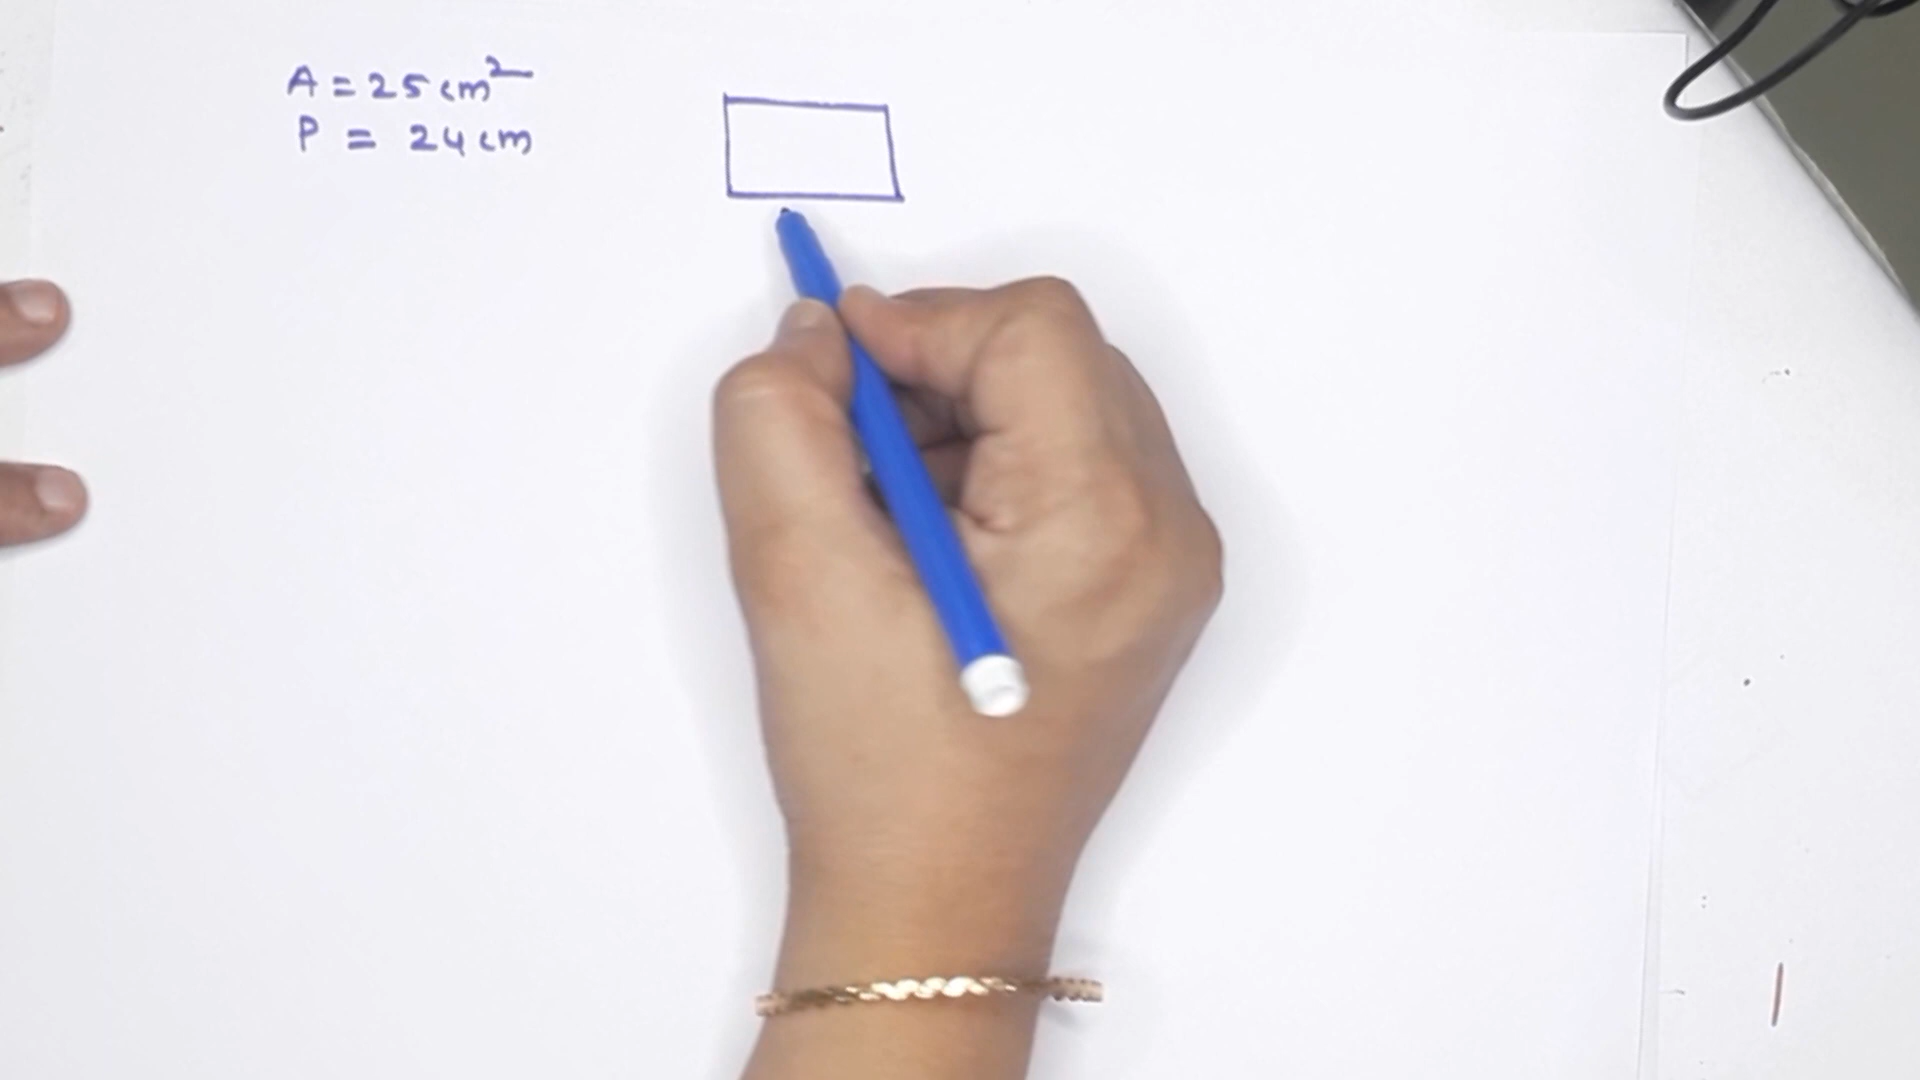 A = 25 cm²
P = 24 cm